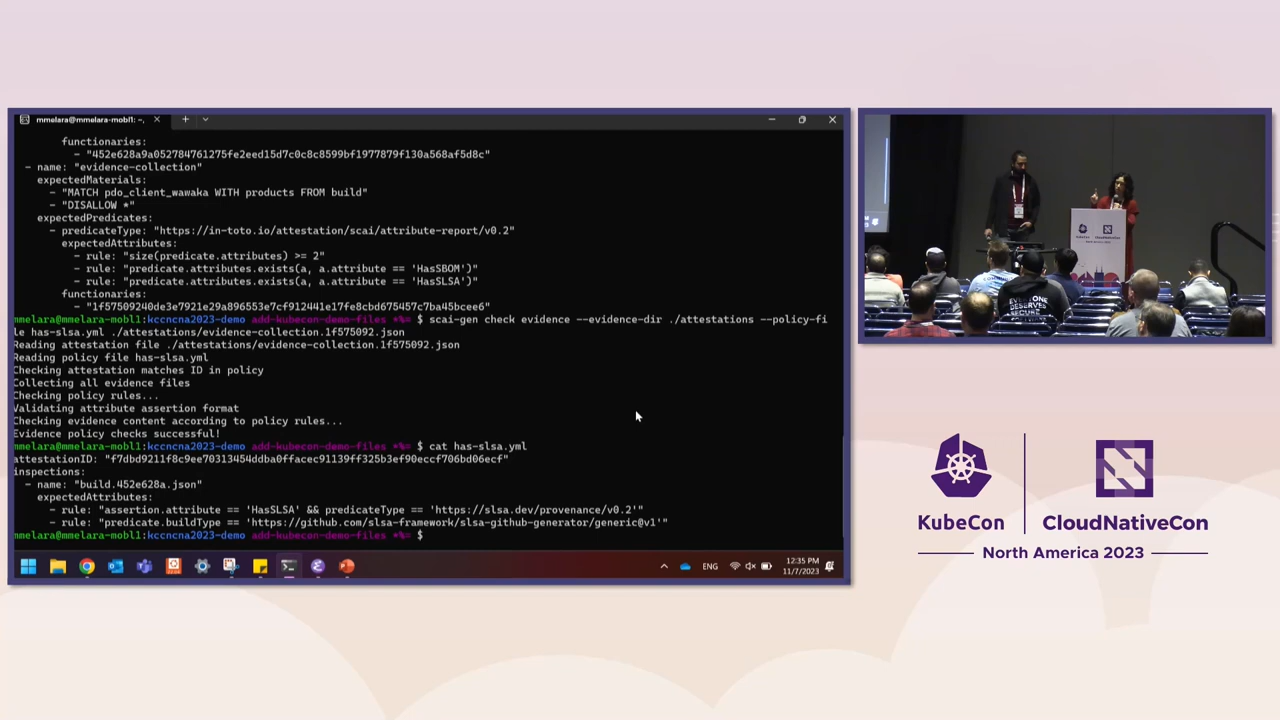 mmelara@mmelara-mobl1: ~,
functionaries:
- "452e628a9a052784761275fe2eed15d7c0c8c8599bf1977879f130a568af5d8c"
- name: "evidence-collection"
expectedMaterials:
- "MATCH pdo_client_wawaka WITH products FROM build"
- "DISALLOW *"
expectedPredicates:
- predicateType: "https://in-toto.io/attestation/scai/attribute-report/v0.2"
expectedAttributes:
- rule: "size(predicate.attributes) >= 2"
- rule: "predicate.attributes.exists(a, a.attribute == 'HasSBOM')"
- rule: "predicate.attributes.exists(a, a.attribute == 'HasSLSA')"
functionaries:
- "1f57509240de3e7921e29a896553e7cf912441e17fe8cbd675457c7ba45bcee6"
mmelara@mmelara-mobl1:kccncna2023-demo add-kubecon-demo-files *%= $ scai-gen check evidence --evidence-dir ./attestations --policy-fi
le has-slsa.yml ./attestations/evidence-collection.1f575092.json
Reading attestation file ./attestations/evidence-collection.1f575092.json
Reading policy file has-slsa.yml
Checking attestation matches ID in policy
Collecting all evidence files
Checking policy rules...
Validating attribute assertion format
Checking evidence content according to policy rules...
Evidence policy checks successful!
mmelara@mmelara-mobl1:kccncna2023-demo add-kubecon-demo-files *%= $ cat has-slsa.yml
attestationID: "f7dbd9211f8c9ee70313454ddba0ffacec91139ff325b3ef90eccf706bd06ecf"
inspections:
- name: "build.452e628a.json"
expectedAttributes:
- rule: "assertion.attribute == 'HasSLSA' && predicateType == 'https://slsa.dev/provenance/v0.2'"
- rule: "predicate.buildType == 'https://github.com/slsa-framework/slsa-github-generator/generic@v1'"
mmelara@mmelara-mobl1:kccncna2023-demo add-kubecon-demo-files *%= $
ENG
12:35 PM
11/7/2023
KubeCon
CloudNativeCon
North America 2023